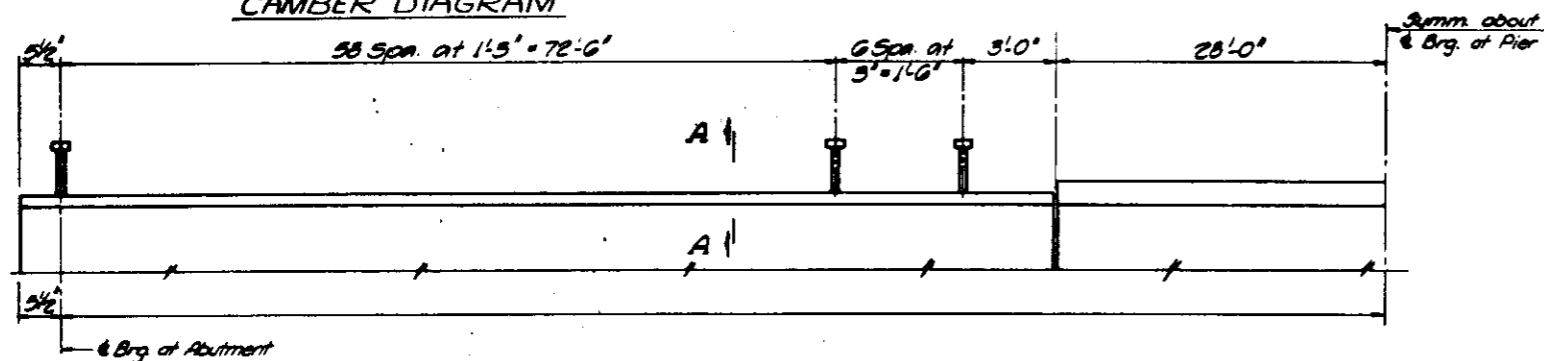 CAMBER DIAGRAM
Symm. about
℄ Brg. at Pier
5½"
58 Spa. at 1'-3" = 72'-6"
6 Spa. at
3" = 1'-6"
3'-0"
28'-0"
A
A
5½"
℄ Brg. at Abutment